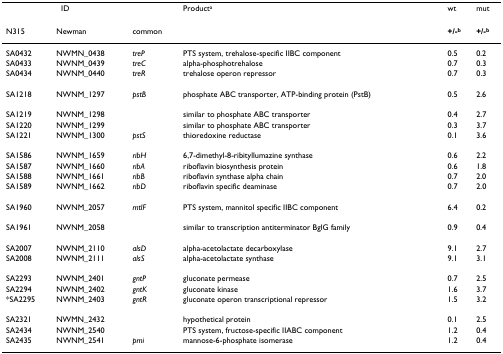 ID Productᵃ wt mut
N315 Newman common +/-ᵇ +/-ᵇ
SA0432 NWMN_0438 treP PTS system, trehalose-specific IIBC component 0.5 0.2
SA0433 NWMN_0439 treC alpha-phosphotrehalose 0.7 0.3
SA0434 NWMN_0440 treR trehalose operon repressor 0.7 0.3
SA1218 NWMN_1297 pstB phosphate ABC transporter, ATP-binding protein (PstB) 0.5 2.6
SA1219 NWMN_1298 similar to phosphate ABC transporter 0.4 2.7
SA1220 NWMN_1299 similar to phosphate ABC transporter 0.3 3.7
SA1221 NWMN_1300 pstS thioredoxine reductase 0.1 3.6
SA1586 NWMN_1659 ribH 6,7-dimethyl-8-ribityllumazine synthase 0.6 2.2
SA1587 NWMN_1660 ribA riboflavin biosynthesis protein 0.6 1.8
SA1588 NWMN_1661 ribB riboflavin synthase alpha chain 0.7 2.0
SA1589 NWMN_1662 ribD riboflavin specific deaminase 0.7 2.0
SA1960 NWMN_2057 mtlF PTS system, mannitol specific IIBC component 6.4 0.2
SA1961 NWMN_2058 similar to transcription antiterminator BglG family 0.9 0.4
SA2007 NWMN_2110 alsD alpha-acetolactate decarboxylase 9.1 2.7
SA2008 NWMN_2111 alsS alpha-acetolactate synthase 9.1 3.1
SA2293 NWMN_2401 gntP gluconate permease 0.7 2.5
SA2294 NWMN_2402 gntK gluconate kinase 1.6 3.7
*SA2295 NWMN_2403 gntR gluconate operon transcriptional repressor 1.5 3.2
SA2321 NWMN_2432 hypothetical protein 0.1 2.5
SA2434 NWMN_2540 PTS system, fructose-specific IIABC component 1.2 0.4
SA2435 NWMN_2541 pmi mannose-6-phosphate isomerase 1.2 0.4